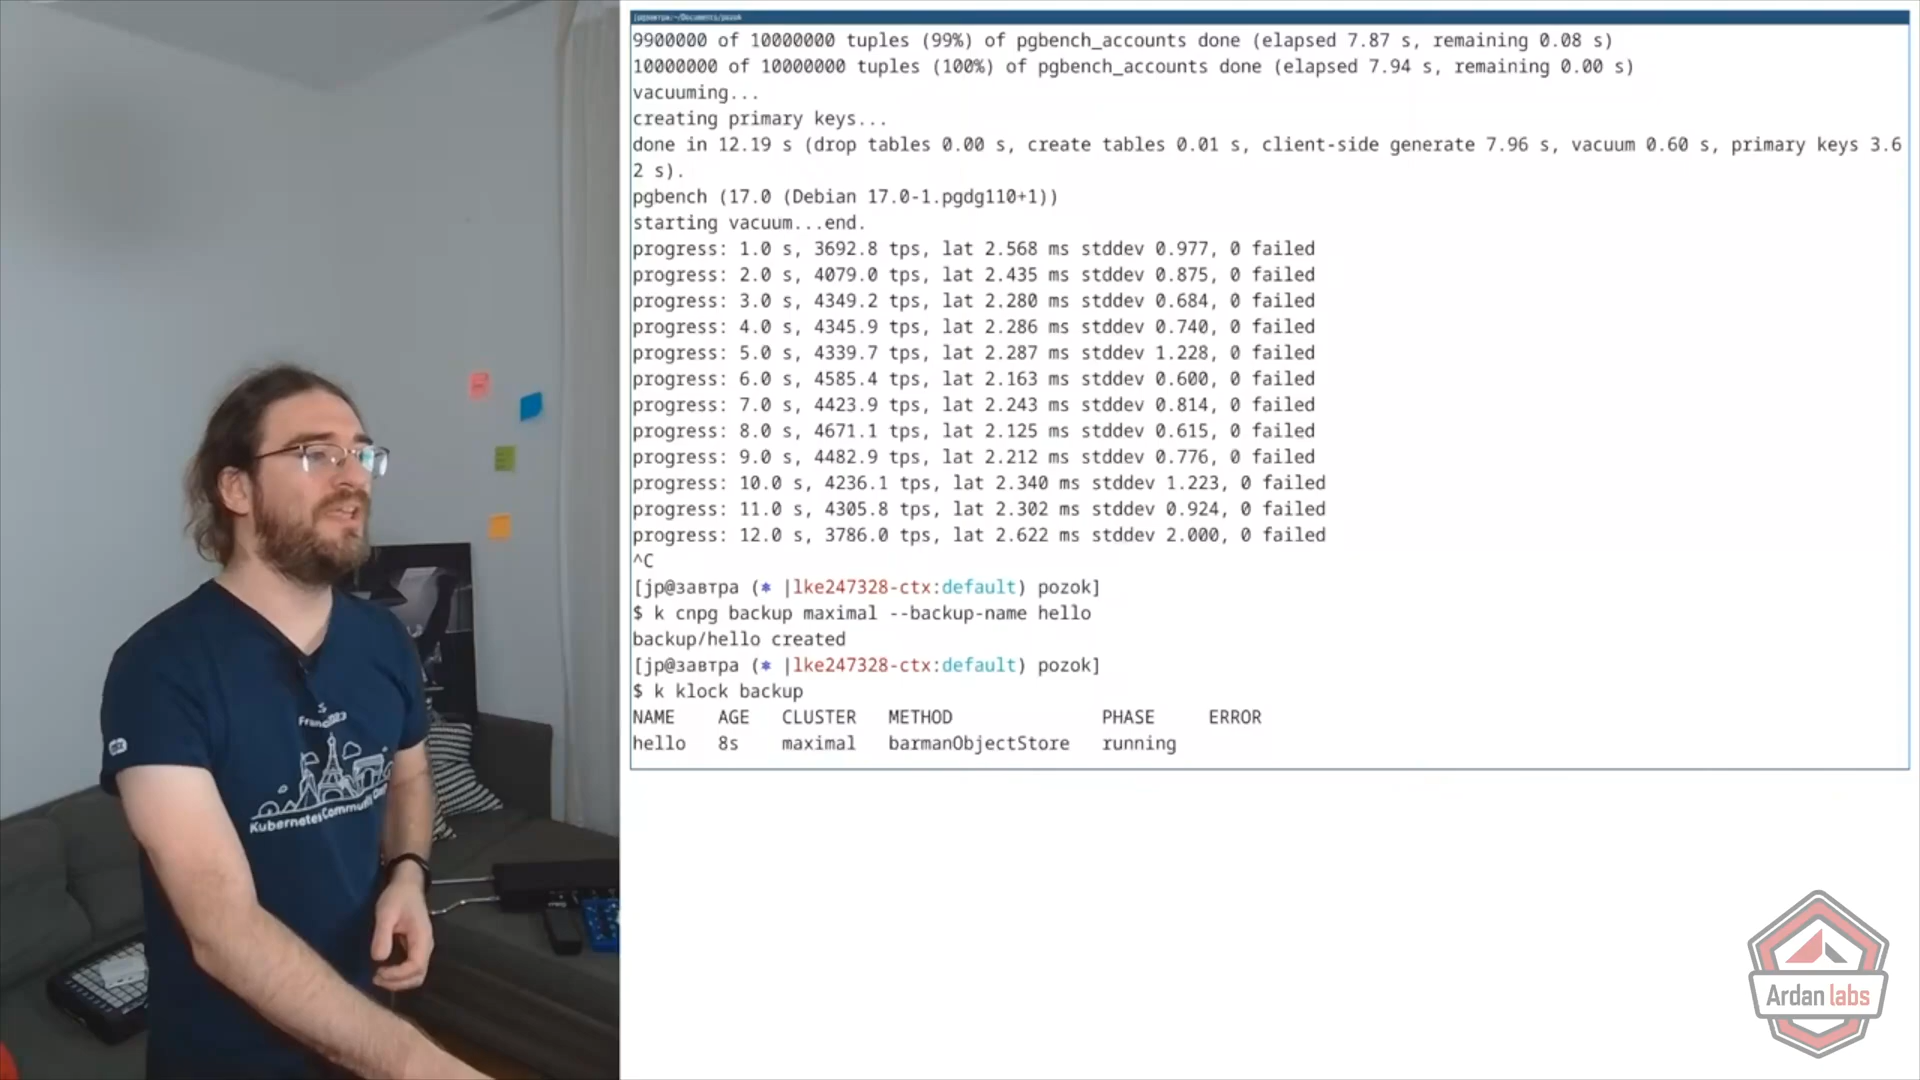 jp@завтра:~/Documents/pozok
9900000 of 10000000 tuples (99%) of pgbench_accounts done (elapsed 7.87 s, remaining 0.08 s)
10000000 of 10000000 tuples (100%) of pgbench_accounts done (elapsed 7.94 s, remaining 0.00 s)
vacuuming...
creating primary keys...
done in 12.19 s (drop tables 0.00 s, create tables 0.01 s, client-side generate 7.96 s, vacuum 0.60 s, primary keys 3.6
2 s).
pgbench (17.0 (Debian 17.0-1.pgdg110+1))
starting vacuum...end.
progress: 1.0 s, 3692.8 tps, lat 2.568 ms stddev 0.977, 0 failed
progress: 2.0 s, 4079.0 tps, lat 2.435 ms stddev 0.875, 0 failed
progress: 3.0 s, 4349.2 tps, lat 2.280 ms stddev 0.684, 0 failed
progress: 4.0 s, 4345.9 tps, lat 2.286 ms stddev 0.740, 0 failed
progress: 5.0 s, 4339.7 tps, lat 2.287 ms stddev 1.228, 0 failed
progress: 6.0 s, 4585.4 tps, lat 2.163 ms stddev 0.600, 0 failed
progress: 7.0 s, 4423.9 tps, lat 2.243 ms stddev 0.814, 0 failed
progress: 8.0 s, 4671.1 tps, lat 2.125 ms stddev 0.615, 0 failed
progress: 9.0 s, 4482.9 tps, lat 2.212 ms stddev 0.776, 0 failed
progress: 10.0 s, 4236.1 tps, lat 2.340 ms stddev 1.223, 0 failed
progress: 11.0 s, 4305.8 tps, lat 2.302 ms stddev 0.924, 0 failed
progress: 12.0 s, 3786.0 tps, lat 2.622 ms stddev 2.000, 0 failed
^C
[jp@завтра (* |lke247328-ctx:default) pozok]
$ k cnpg backup maximal --backup-name hello
backup/hello created
[jp@завтра (* |lke247328-ctx:default) pozok]
$ k klock backup
NAME AGE CLUSTER METHOD PHASE ERROR
hello 8s maximal barmanObjectStore running
Kubernetes Community
Ardan labs